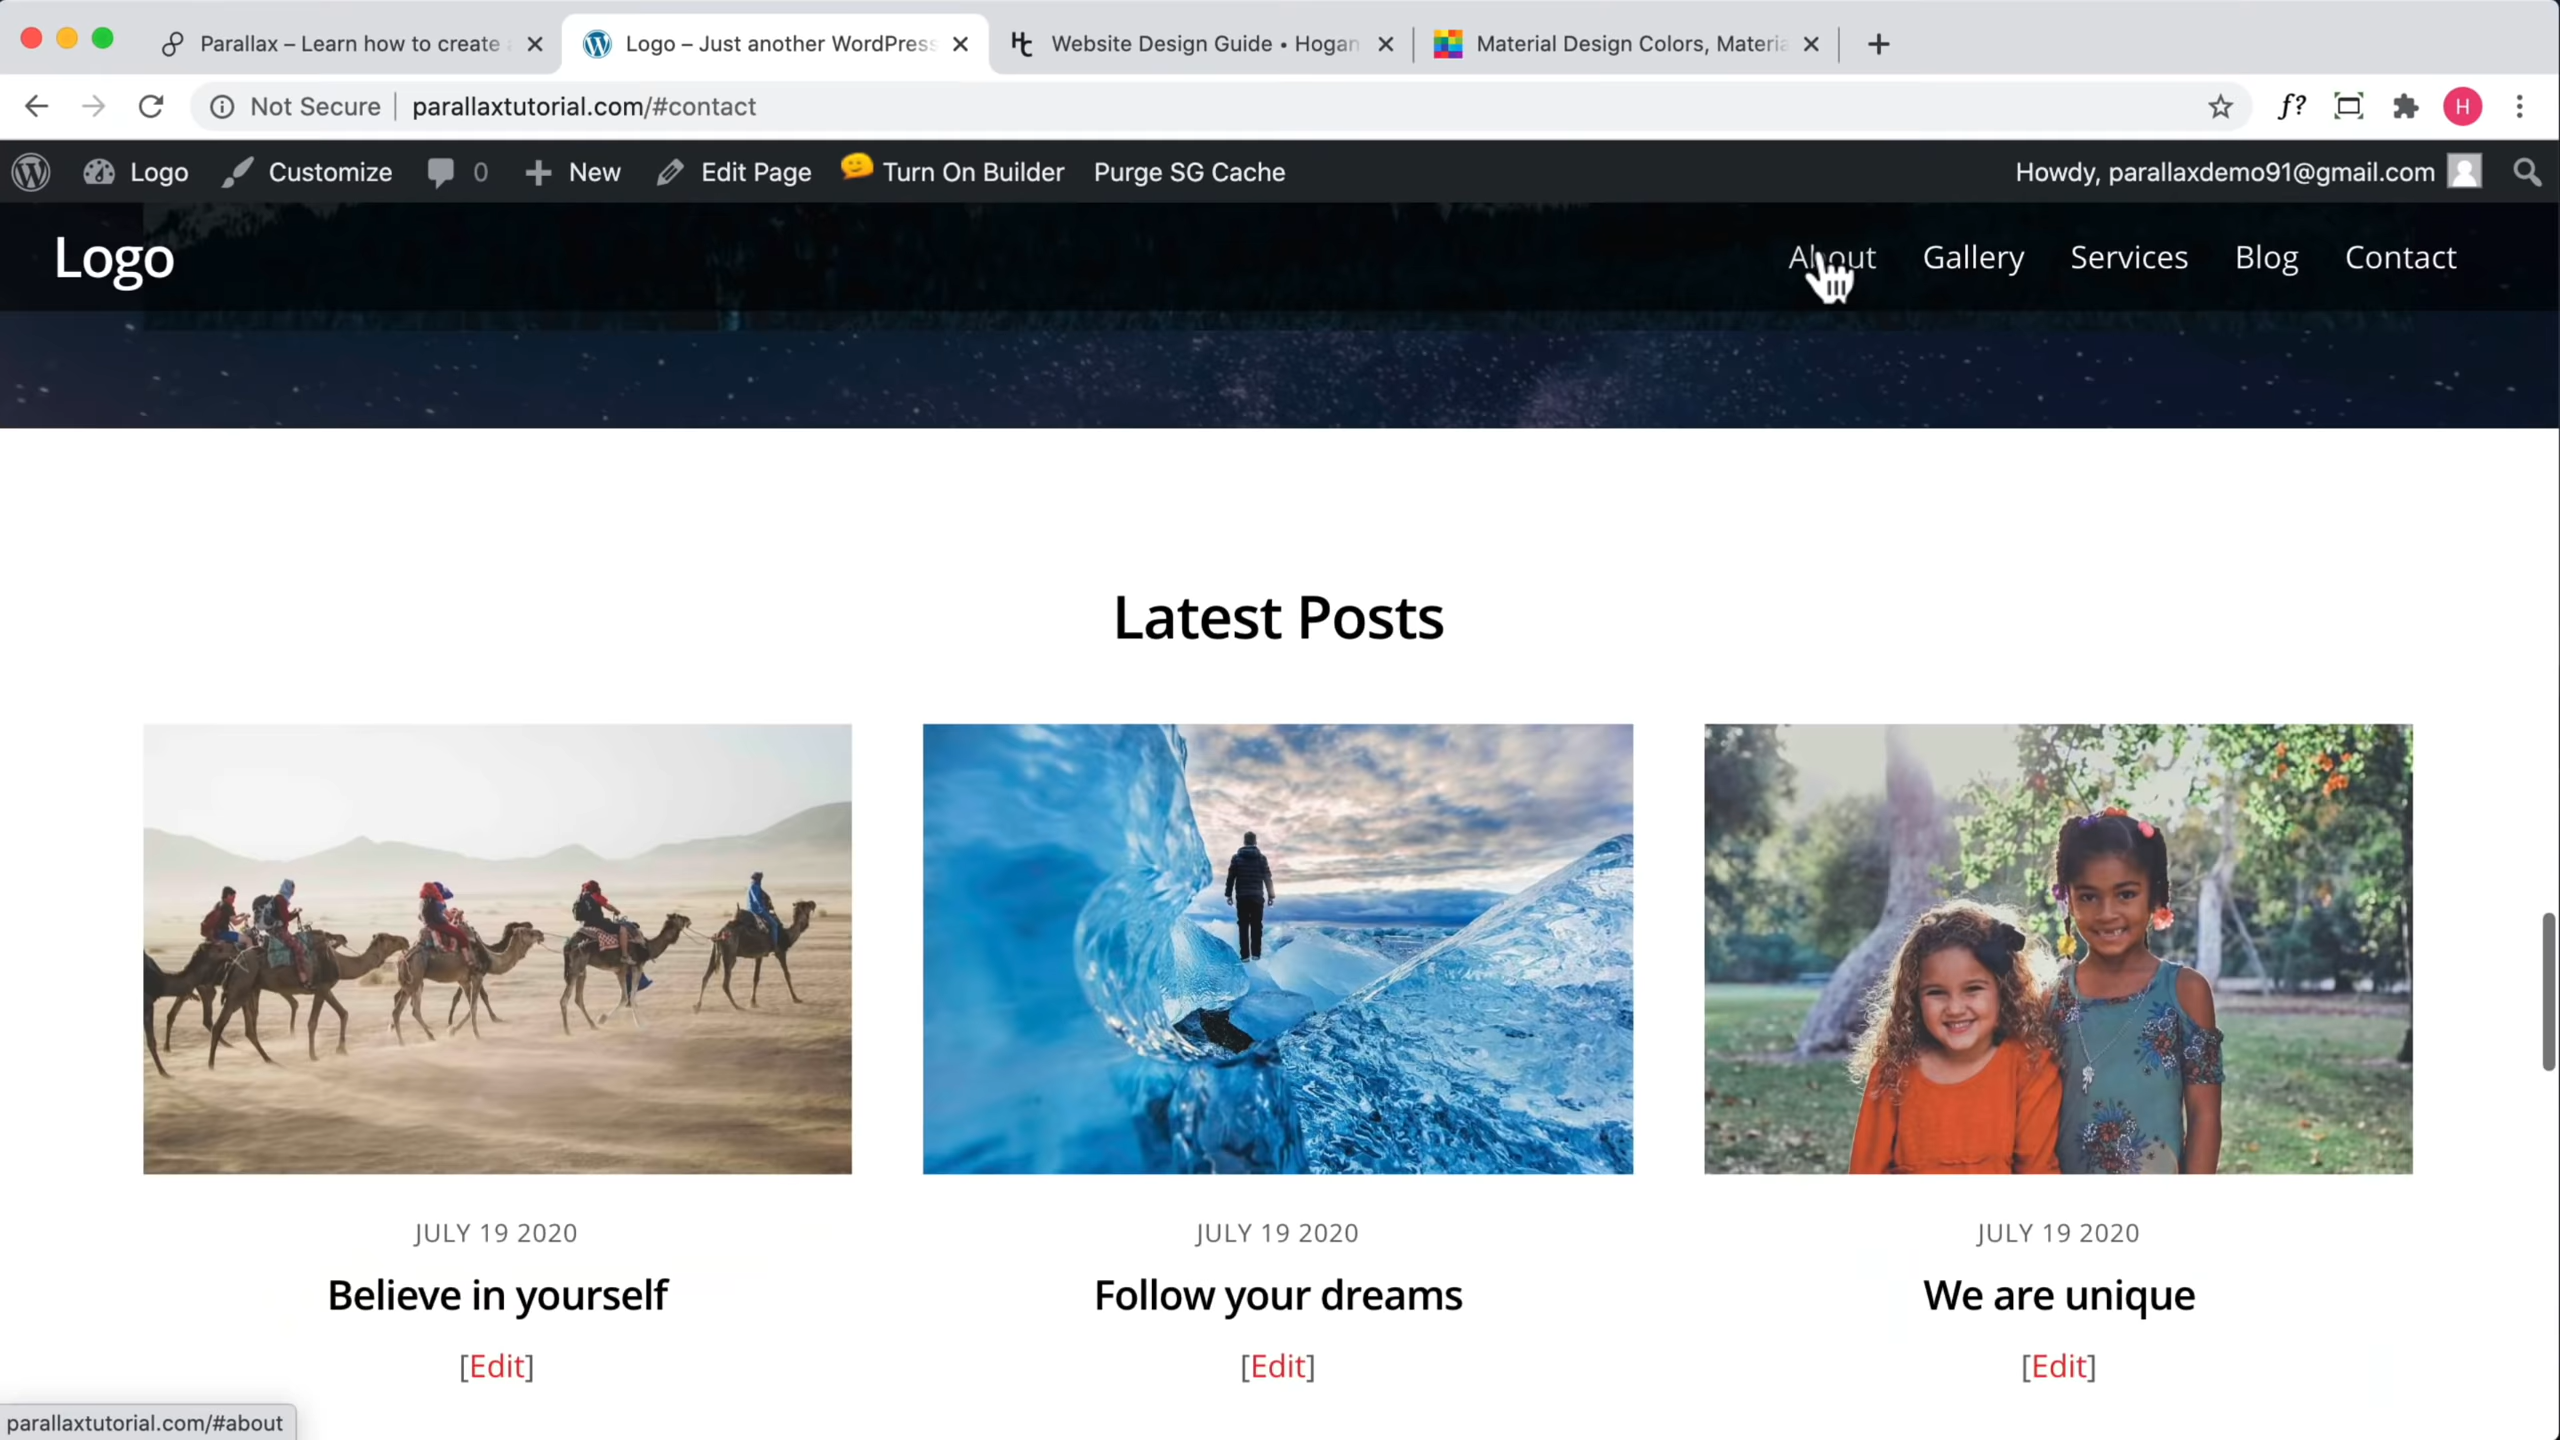 Parallax – Learn how to create
Logo – Just another WordPress
Website Design Guide • Hogan
Material Design Colors, Materia
Not Secure
parallaxtutorial.com/#contact
f?
H
Logo
Customize
0
New
Edit Page
Turn On Builder
Purge SG Cache
Howdy, parallaxdemo91@gmail.com
Logo
About
Gallery
Services
Blog
Contact
Latest Posts
JULY 19 2020
Believe in yourself
[Edit]
JULY 19 2020
Follow your dreams
[Edit]
JULY 19 2020
We are unique
[Edit]
parallaxtutorial.com/#about